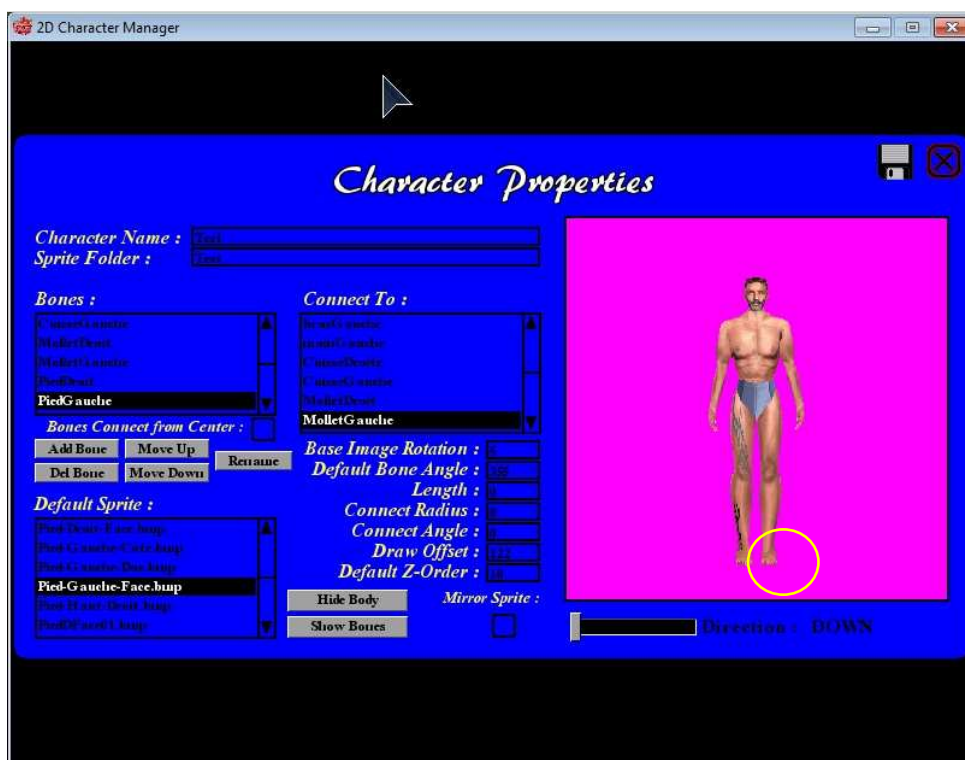 2D Character Manager
Character Properties
Character Name :
Test
Sprite Folder :
Test
Bones :
Connect To :
CuisseGauche
MolletDroit
MolletGauche
PiedDroit
PiedGauche
brasGauche
mainGauche
CuisseDroite
CuisseGauche
MolletDroit
MolletGauche
Bones Connect from Center :
Add Bone
Move Up
Rename
Del Bone
Move Down
Base Image Rotation :
Default Bone Angle :
Length :
Connect Radius :
Connect Angle :
Draw Offset :
Default Z-Order :
Default Sprite :
Pied-Droit-Face.bmp
Pied-Gauche-Cote.bmp
Pied-Gauche-Dos.bmp
Pied-Gauche-Face.bmp
Pied-Haut-Droit.bmp
PiedDFace01.bmp
Hide Body
Show Bones
Mirror Sprite :
Direction : DOWN